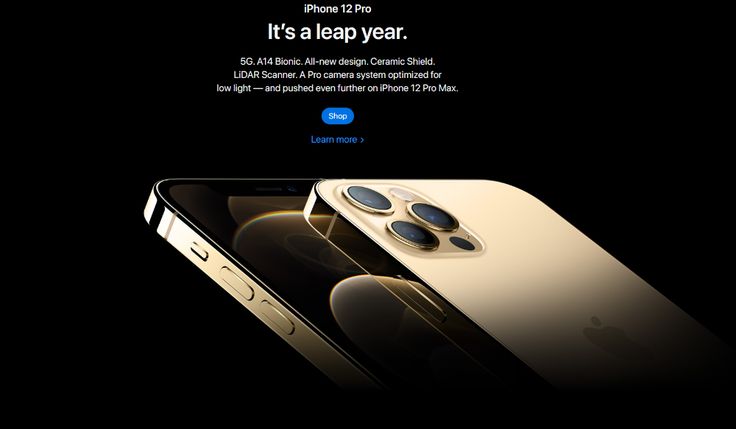 iPhone 12 Pro
It's a leap year.
5G. A14 Bionic. All-new design. Ceramic Shield.
LiDAR Scanner. A Pro camera system optimized for
low light — and pushed even further on iPhone 12 Pro Max.
Shop
Learn more >